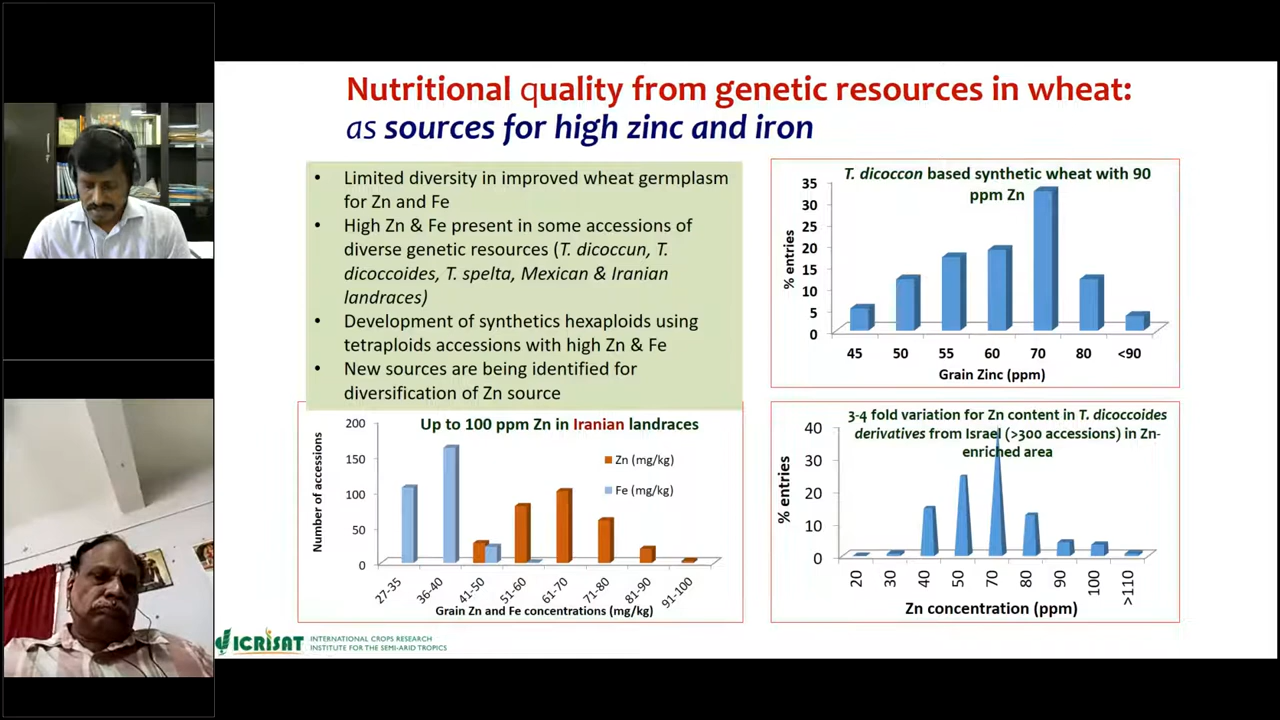 Nutritional quality from genetic resources in wheat:
as sources for high zinc and iron
• Limited diversity in improved wheat germplasm
for Zn and Fe
• High Zn & Fe present in some accessions of
diverse genetic resources (T. dicoccun, T.
dicoccoides, T. spelta, Mexican & Iranian
landraces)
• Development of synthetics hexaploids using
tetraploids accessions with high Zn & Fe
• New sources are being identified for
diversification of Zn source
T. dicoccon based synthetic wheat with 90
ppm Zn
% entries
35
30
25
20
15
10
5
0
45 50 55 60 70 80 <90
Grain Zinc (ppm)
Up to 100 ppm Zn in Iranian landraces
Number of accessions
200
150
100
50
0
Zn (mg/kg)
Fe (mg/kg)
27-35 36-40 41-50 51-60 61-70 71-80 81-90 91-100
Grain Zn and Fe concentrations (mg/kg)
3-4 fold variation for Zn content in T. dicoccoides
derivatives from Israel (>300 accessions) in Zn-
enriched area
% entries
40
30
20
10
0
20 30 40 50 70 80 90 100 >110
Zn concentration (ppm)
ICRISAT
INTERNATIONAL CROPS RESEARCH
INSTITUTE FOR THE SEMI-ARID TROPICS